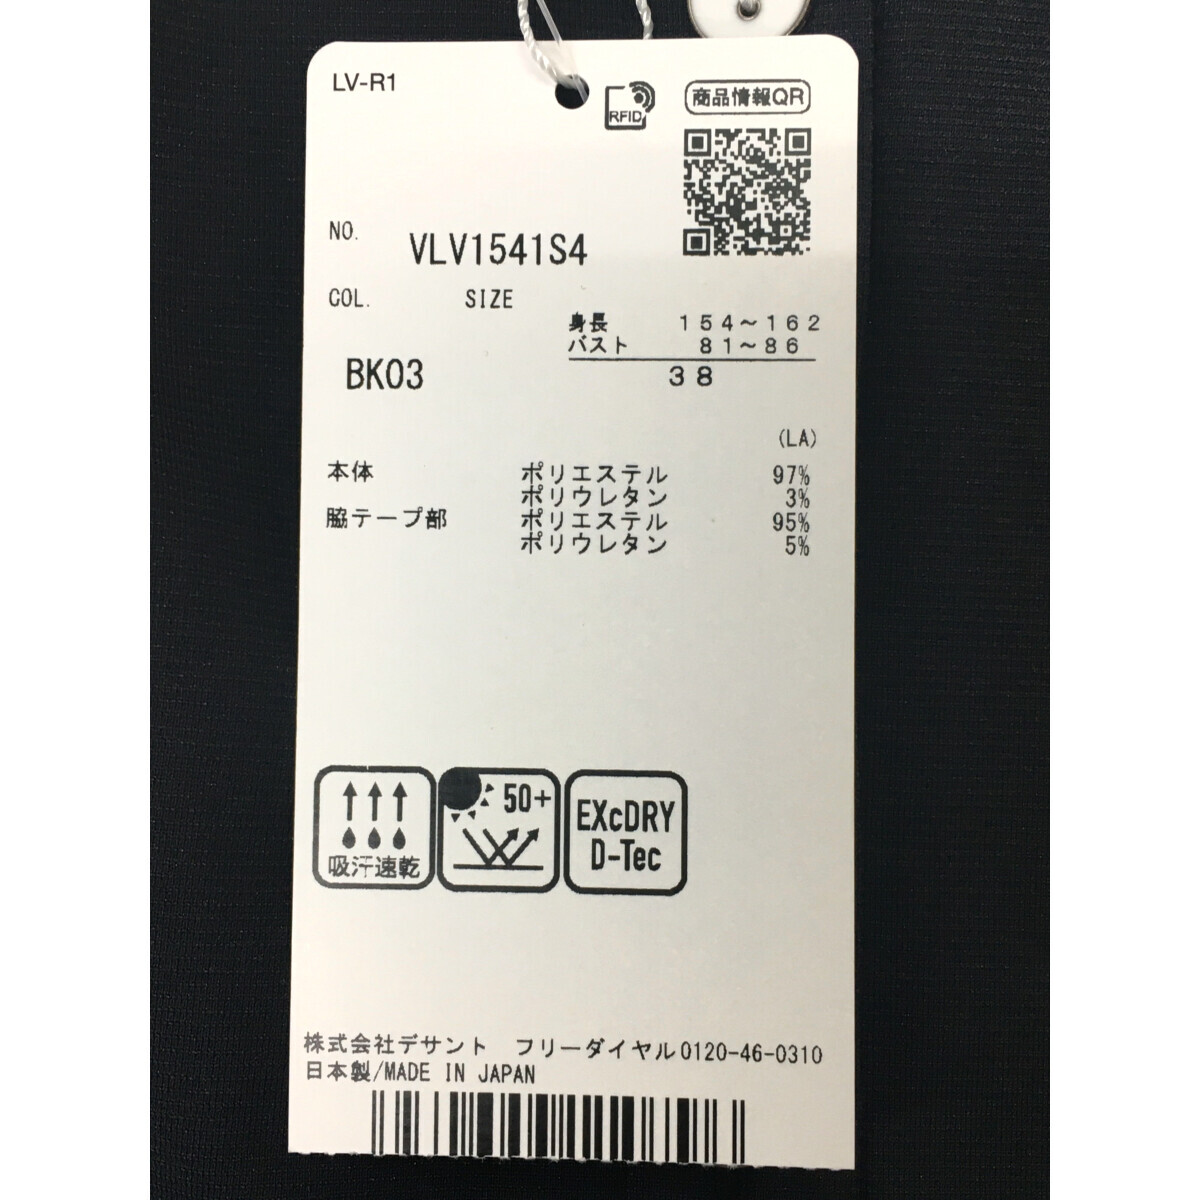 LV-R1
RFID
商品情報QR
NO.
VLV1541S4
COL.
SIZE
身長 154～162
バスト 81～86
BK03
38
(LA)
本体 ポリエステル 97%
ポリウレタン 3%
脇テープ部 ポリエステル 95%
ポリウレタン 5%
吸汗速乾
50+
EXcDRY
D-Tec
株式会社デサント フリーダイヤル0120-46-0310
日本製/MADE IN JAPAN